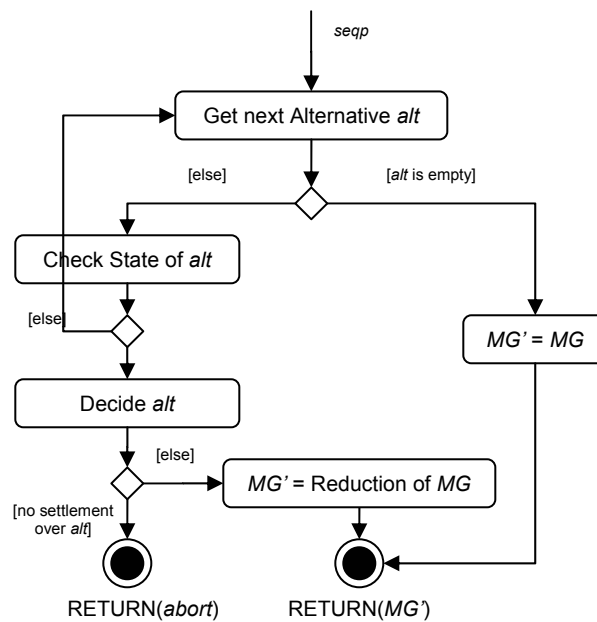 seqp
Get next Alternative alt
[else]
[alt is empty]
Check State of alt
[else]
MG' = MG
Decide alt
[else]
MG' = Reduction of MG
[no settlement
over alt]
RETURN(abort)
RETURN(MG')